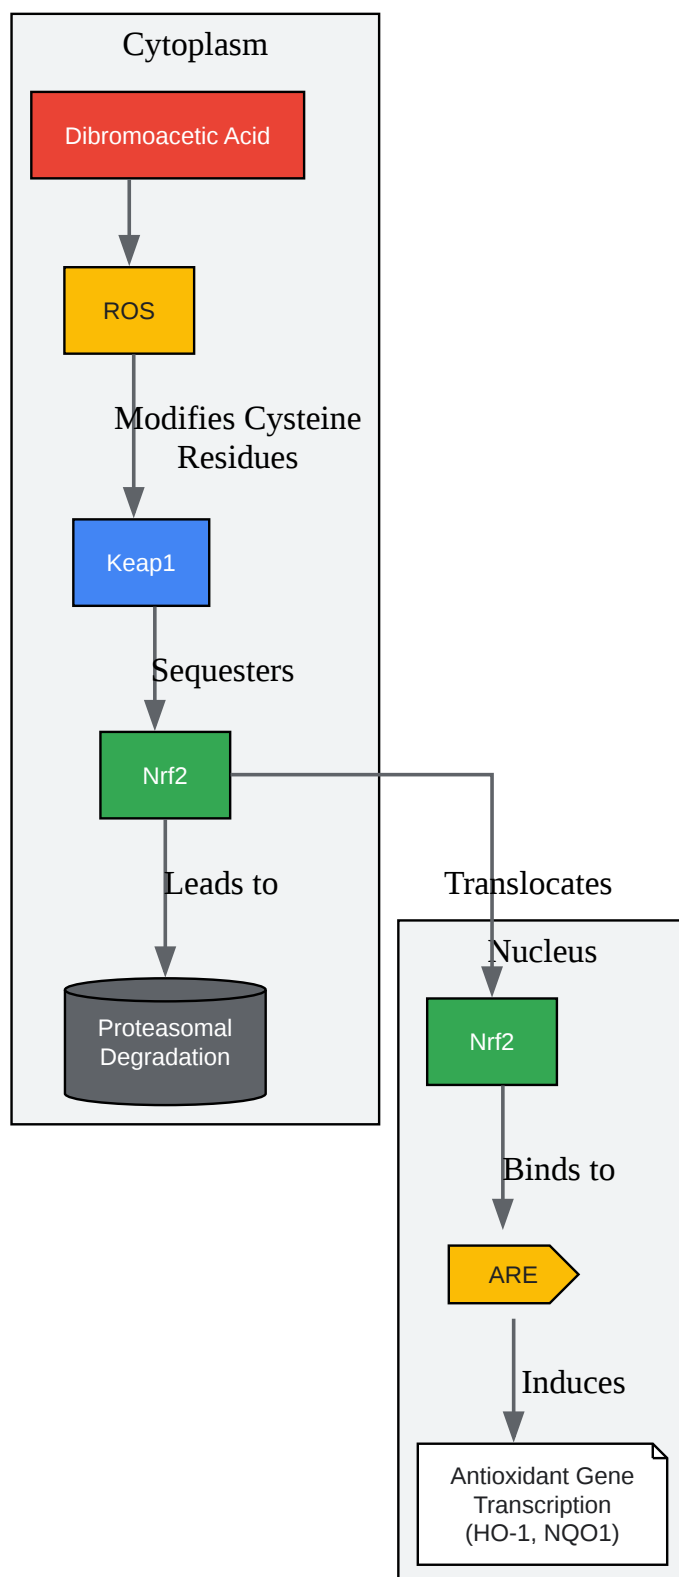 Cytoplasm
Dibromoacetic Acid
ROS
Modifies Cysteine
Residues
Keap1
Sequesters
Nrf2
Leads to
Proteasomal
Degradation
Translocates
Nucleus
Nrf2
Binds to
ARE
Induces
Antioxidant Gene
Transcription
(HO-1, NQO1)